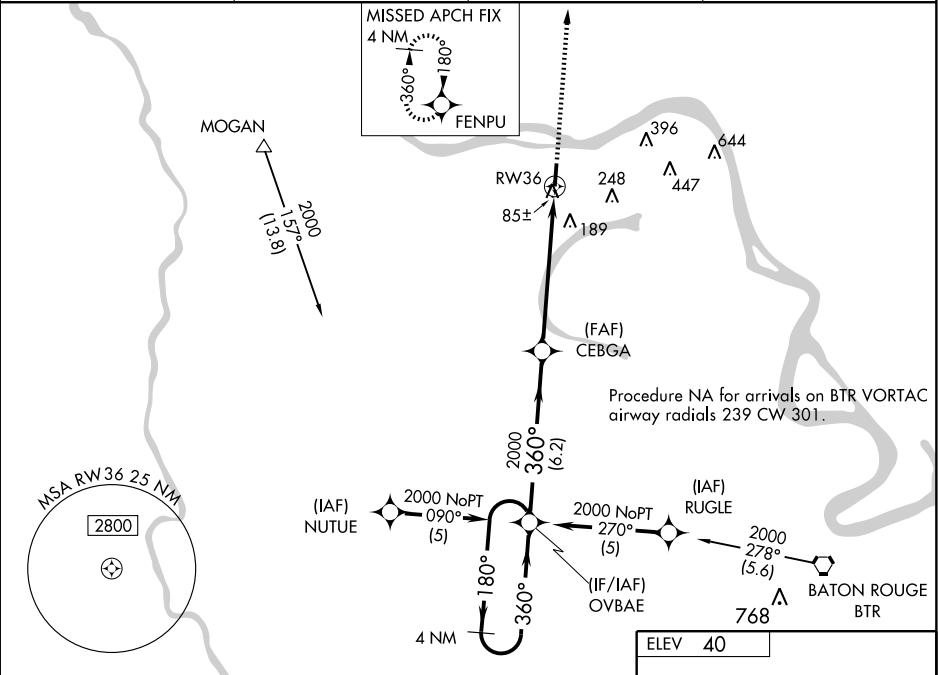 MISSED APCH FIX
4 NM
360°
180°
FENPU
MOGAN
2000
157°
(13.8)
396
644
447
RW36
248
85±
189
(FAF)
CEBGA
Procedure NA for arrivals on BTR VORTAC
airway radials 239 CW 301.
2000
360°
(6.2)
MSA RW36 25 NM
2800
(IAF)
NUTUE
2000 NoPT
090°
(5)
2000 NoPT
270°
(5)
(IAF)
RUGLE
2000
278°
(5.6)
180°
360°
(IF/IAF)
OVBAE
BATON ROUGE
BTR
768
4 NM
ELEV 40